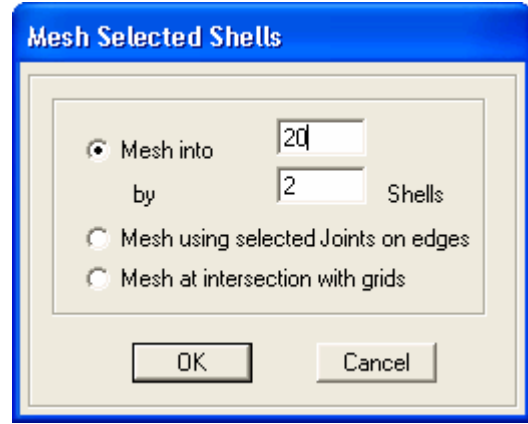 Mesh Selected Shells
Mesh into 20
by 2 Shells
Mesh using selected Joints on edges
Mesh at intersection with grids
OK Cancel